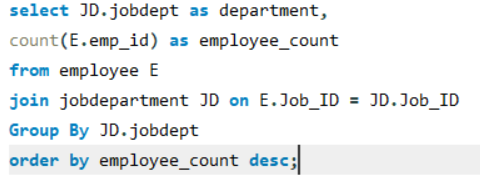 select JD.jobdept as department,
count(E.emp_id) as employee_count
from employee E
join jobdepartment JD on E.Job_ID = JD.Job_ID
Group By JD.jobdept
order by employee_count desc;